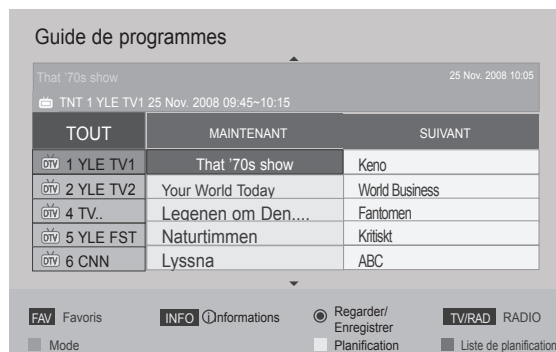 Guide de programmes
That '70s show 25 Nov. 2008 10:05
TNT 1 YLE TV1 25 Nov. 2008 09:45~10:15
TOUT MAINTENANT SUIVANT
DTV 1 YLE TV1 That '70s show Keno
DTV 2 YLE TV2 Your World Today World Business
DTV 4 TV.. Legenen om Den.... Fantomen
DTV 5 YLE FST Naturtimmen Kritiskt
DTV 6 CNN Lyssna ABC
FAV Favoris INFO ⓘnformations Regarder/ TV/RAD RADIO
Enregistrer
Mode Planification Liste de planification